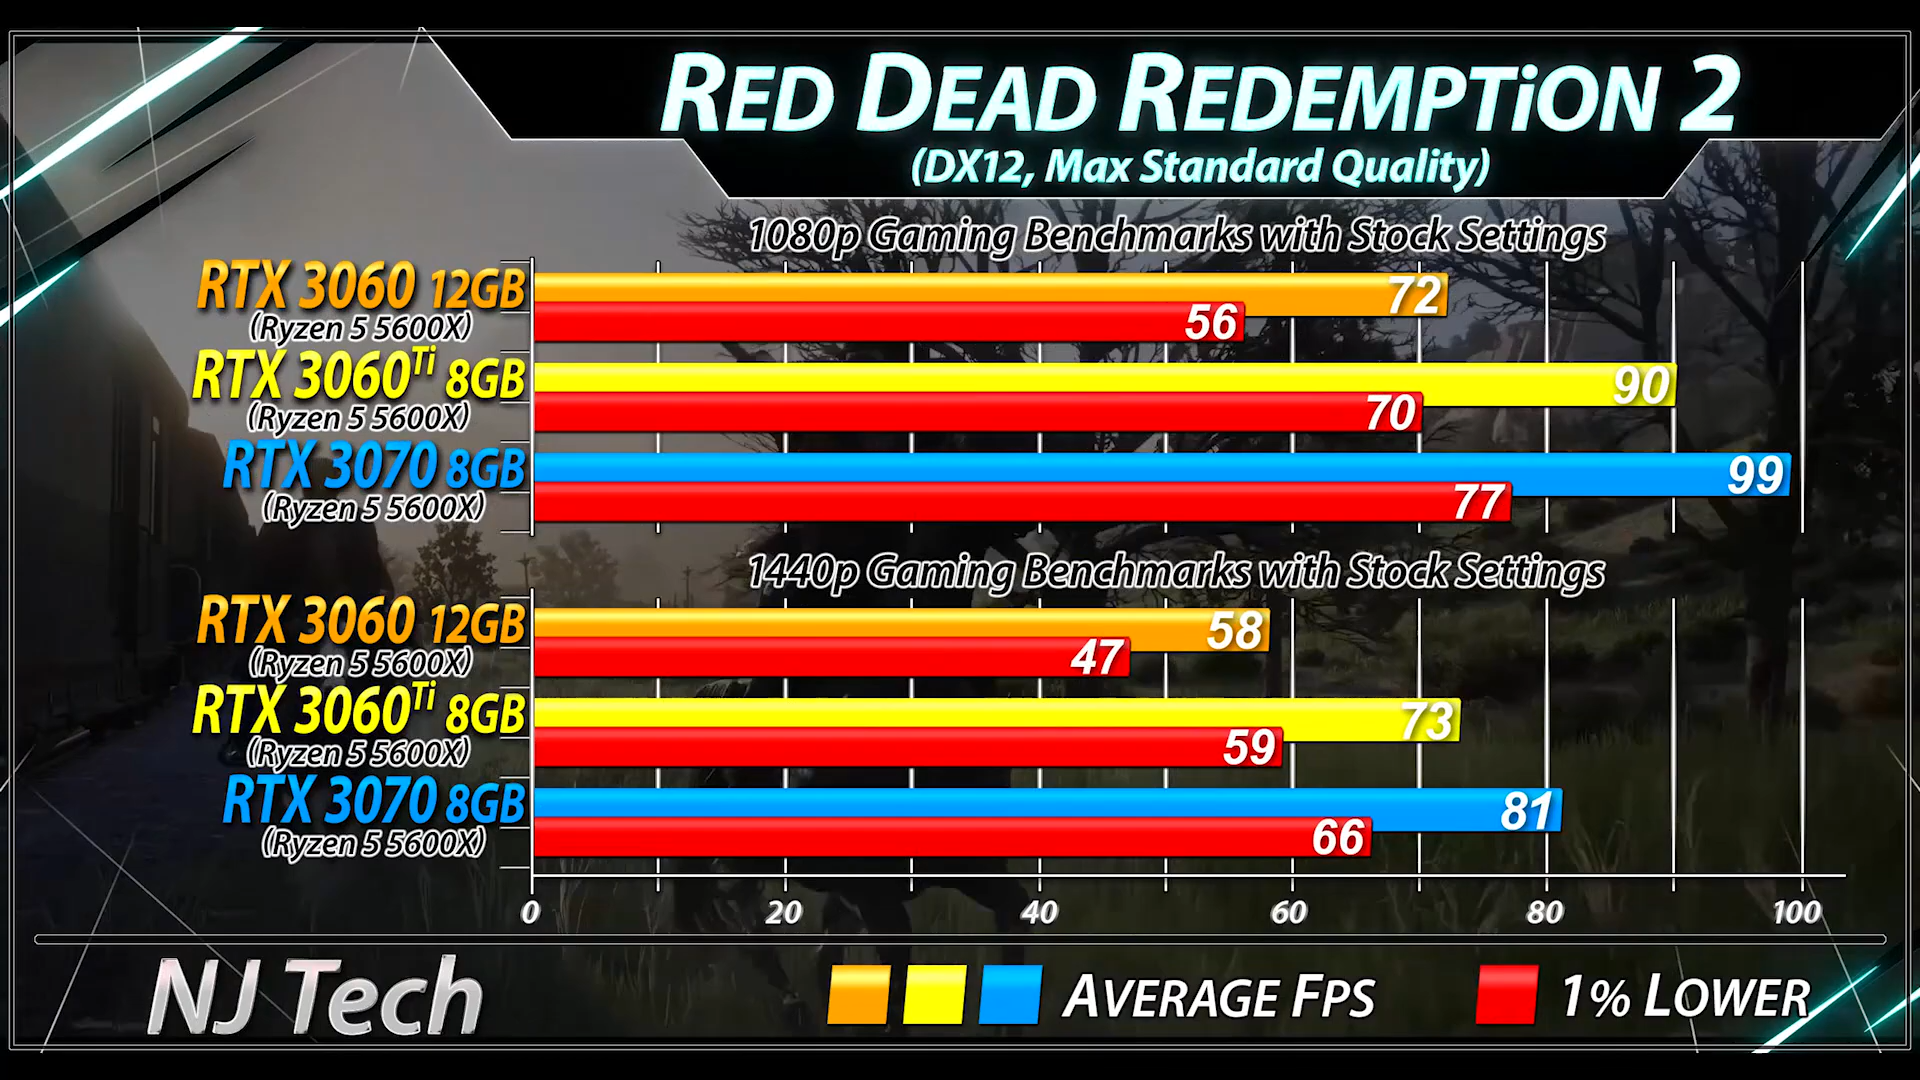 RED DEAD REDEMPTiON 2
(DX12, Max Standard Quality)
1080p Gaming Benchmarks with Stock Settings
RTX 3060 12GB
(Ryzen 5 5600X)
72
56
RTX 3060Ti 8GB
(Ryzen 5 5600X)
90
70
RTX 3070 8GB
(Ryzen 5 5600X)
99
77
1440p Gaming Benchmarks with Stock Settings
RTX 3060 12GB
(Ryzen 5 5600X)
58
47
RTX 3060Ti 8GB
(Ryzen 5 5600X)
73
59
RTX 3070 8GB
(Ryzen 5 5600X)
81
66
0 20 40 60 80 100
NJ Tech
AVERAGE FPS
1% LOWER